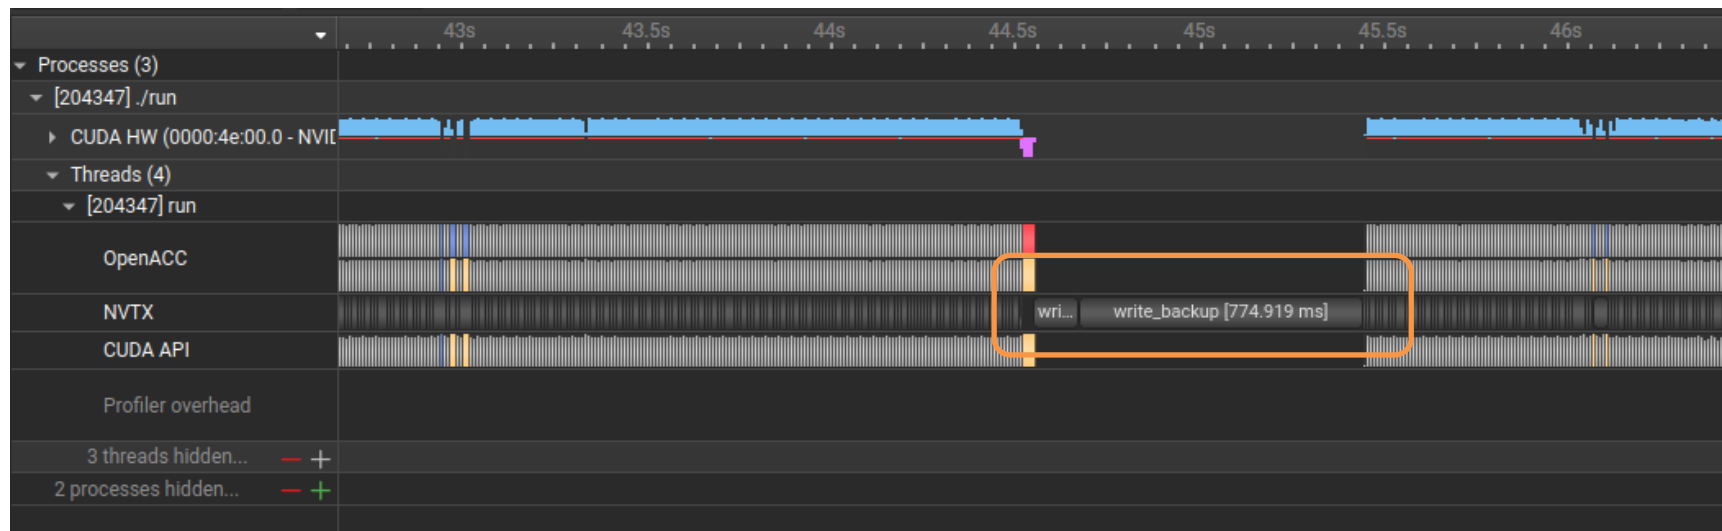 43s 43.5s 44s 44.5s 45s 45.5s 46s
Processes (3)
[204347] ./run
CUDA HW (0000:4e:00.0 - NVID
Threads (4)
[204347] run
OpenACC
NVTX wri... write_backup [774.919 ms]
CUDA API
Profiler overhead
3 threads hidden... — +
2 processes hidden... — +